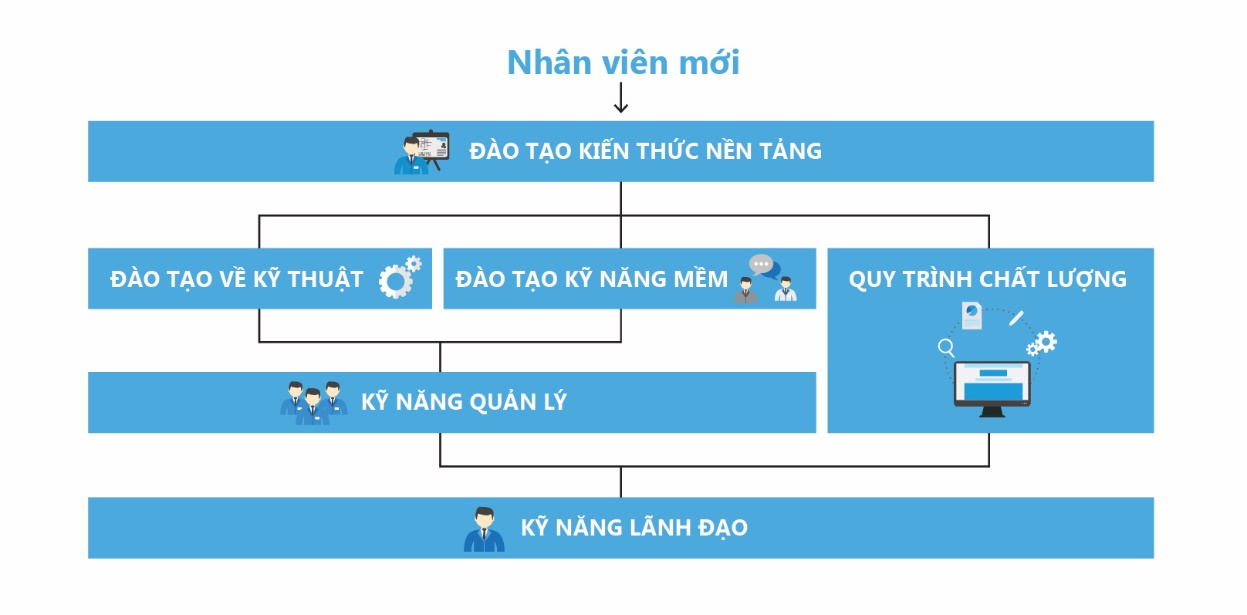 Nhân viên mới
ĐÀO TẠO KIẾN THỨC NỀN TẢNG
ĐÀO TẠO VỀ KỸ THUẬT
ĐÀO TẠO KỸ NĂNG MỀM
QUY TRÌNH CHẤT LƯỢNG
KỸ NĂNG QUẢN LÝ
KỸ NĂNG LÃNH ĐẠO